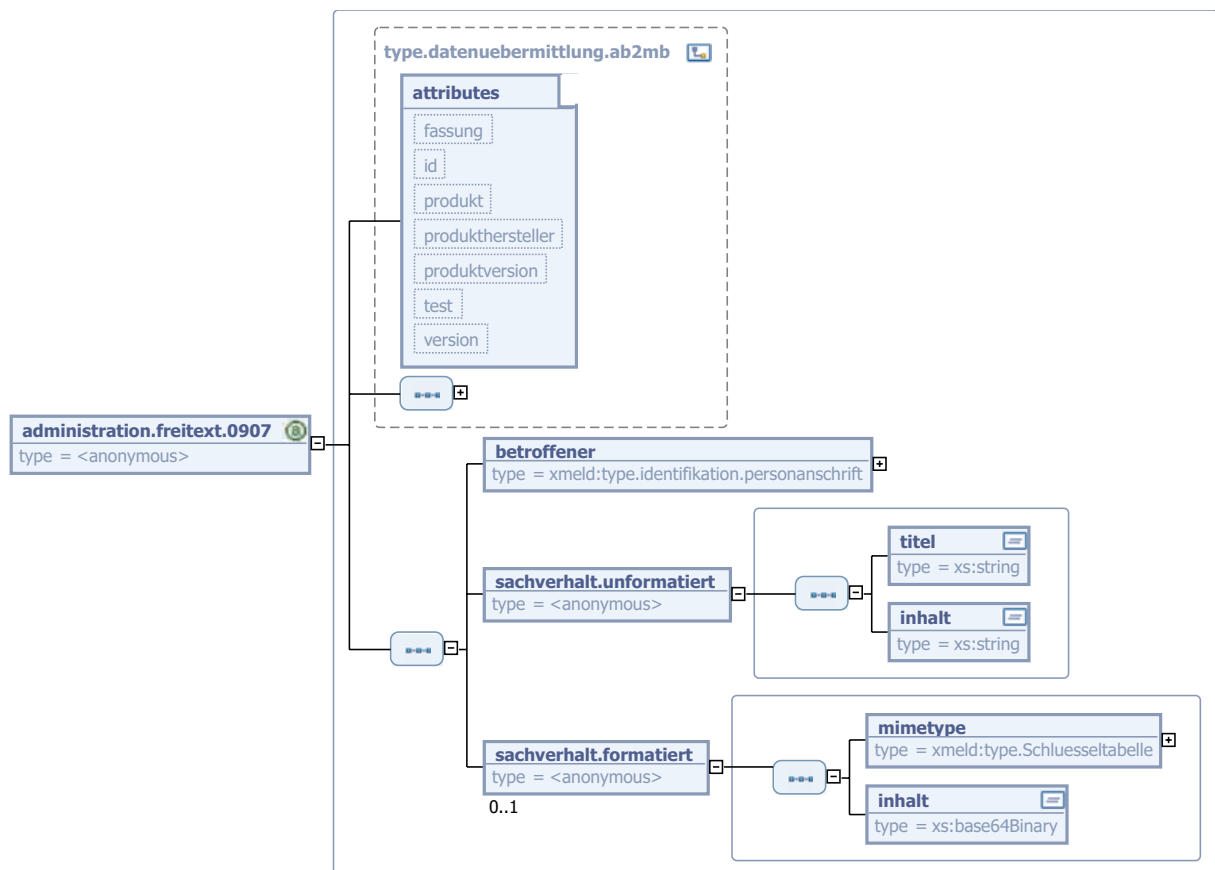 type.datenuebermittlung.ab2mb
attributes
fassung
id
produkt
produkthersteller
produktversion
test
version
administration.freitext.0907
type = <anonymous>
betroffener
type = xmeld:type.identifikation.personanschrift
sachverhalt.unformatiert
type = <anonymous>
titel
type = xs:string
inhalt
type = xs:string
sachverhalt.formatiert
type = <anonymous>
0..1
mimetype
type = xmeld:type.Schluesseltabelle
inhalt
type = xs:base64Binary